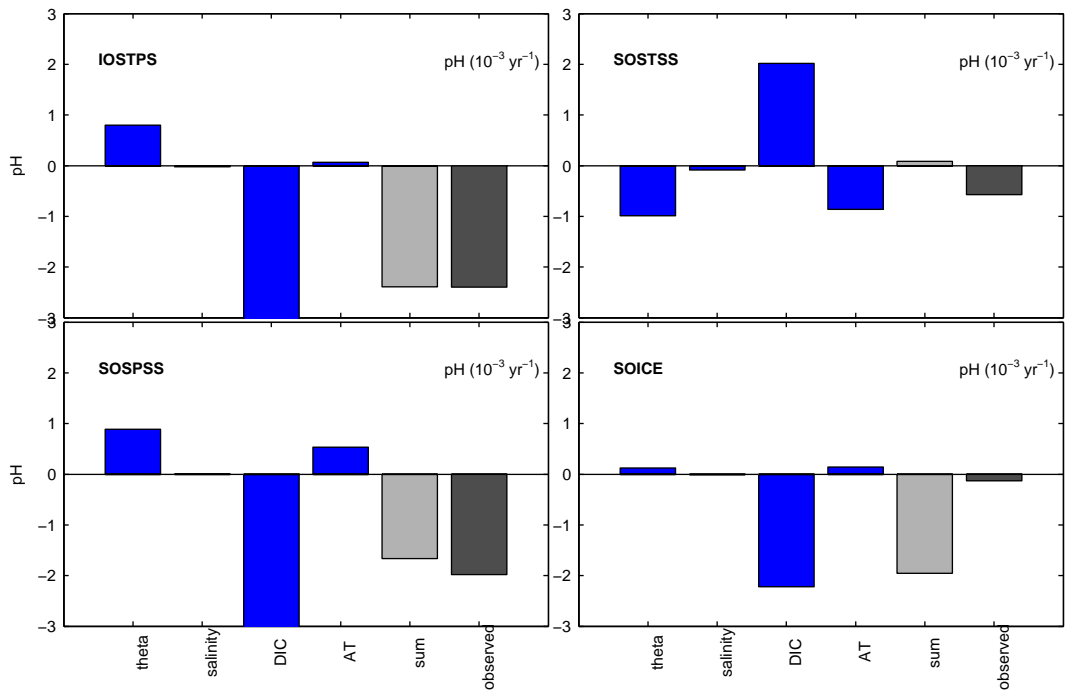 3
2
1
0
−1
−2
−3
pH
IOSTPS
pH (10⁻³ yr⁻¹)
3
2
1
0
−1
−2
−3
SOSTSS
pH (10⁻³ yr⁻¹)
3
2
1
0
−1
−2
−3
pH
SOSPSS
pH (10⁻³ yr⁻¹)
theta
salinity
DIC
AT
sum
observed
3
2
1
0
−1
−2
−3
SOICE
pH (10⁻³ yr⁻¹)
theta
salinity
DIC
AT
sum
observed